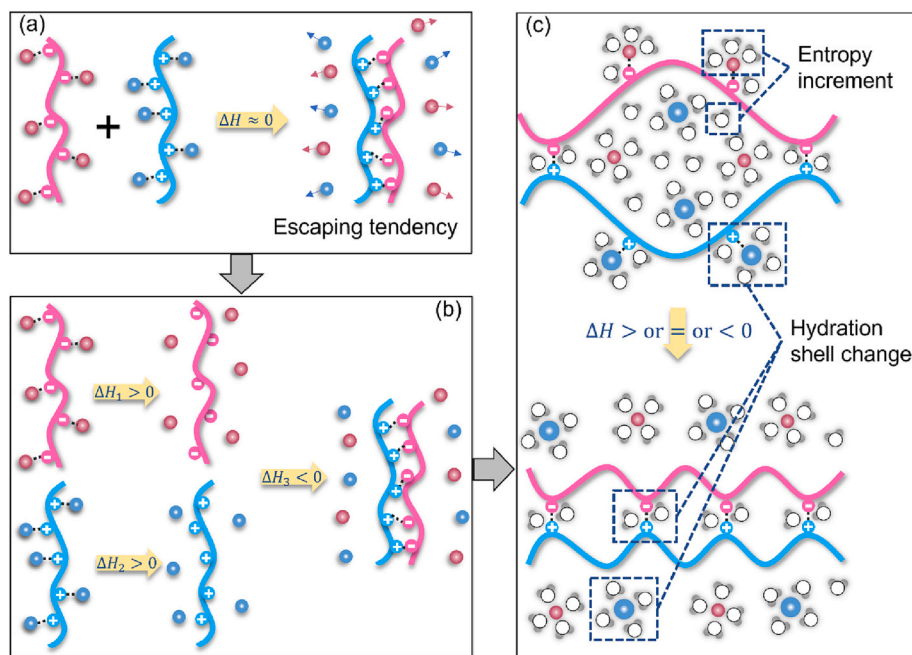 (a)
+
ΔH ≈ 0
Escaping tendency
(b)
ΔH₁ > 0
ΔH₂ > 0
ΔH₃ < 0
(c)
Entropy
increment
ΔH > or = or < 0
Hydration
shell change